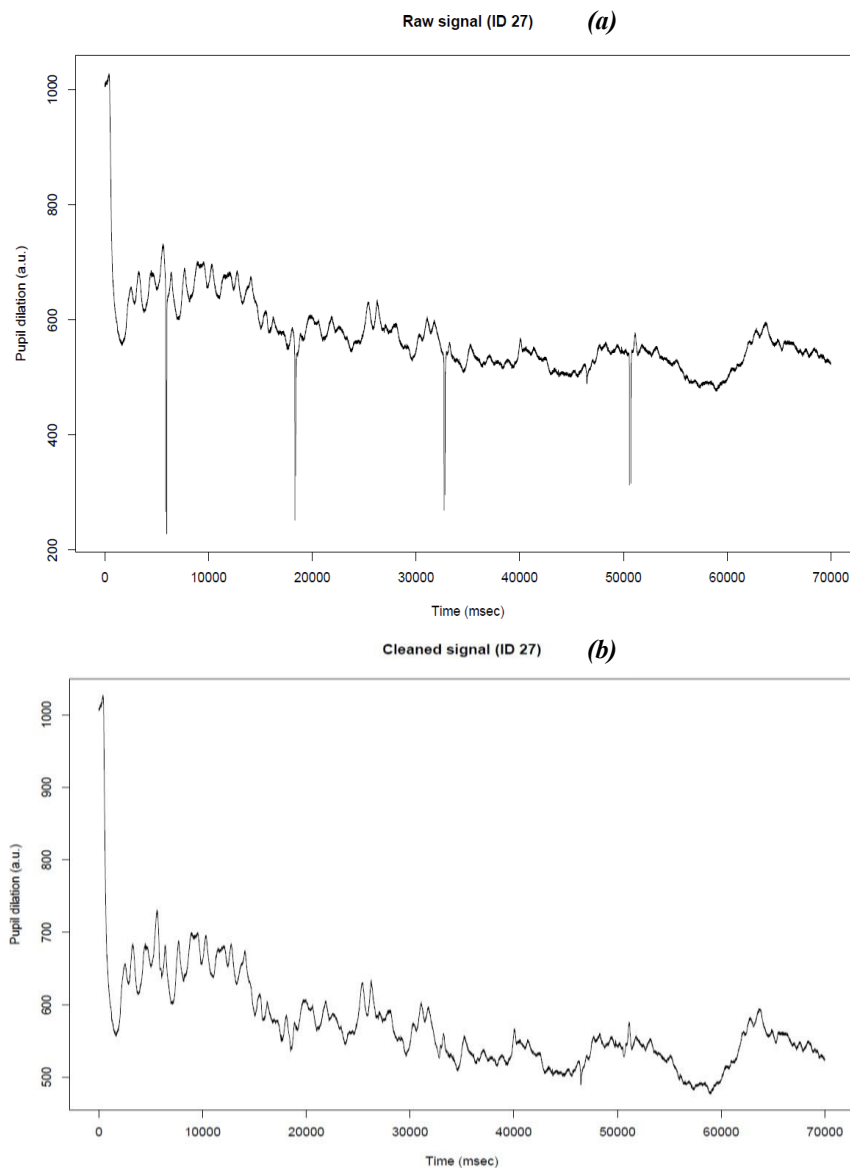 Raw signal (ID 27) (a)
1000
800
600
400
200
Pupil dilation (a.u.)
0 10000 20000 30000 40000 50000 60000 70000
Time (msec)
Cleaned signal (ID 27) (b)
1000
900
800
700
600
500
Pupil dilation (a.u.)
0 10000 20000 30000 40000 50000 60000 70000
Time (msec)